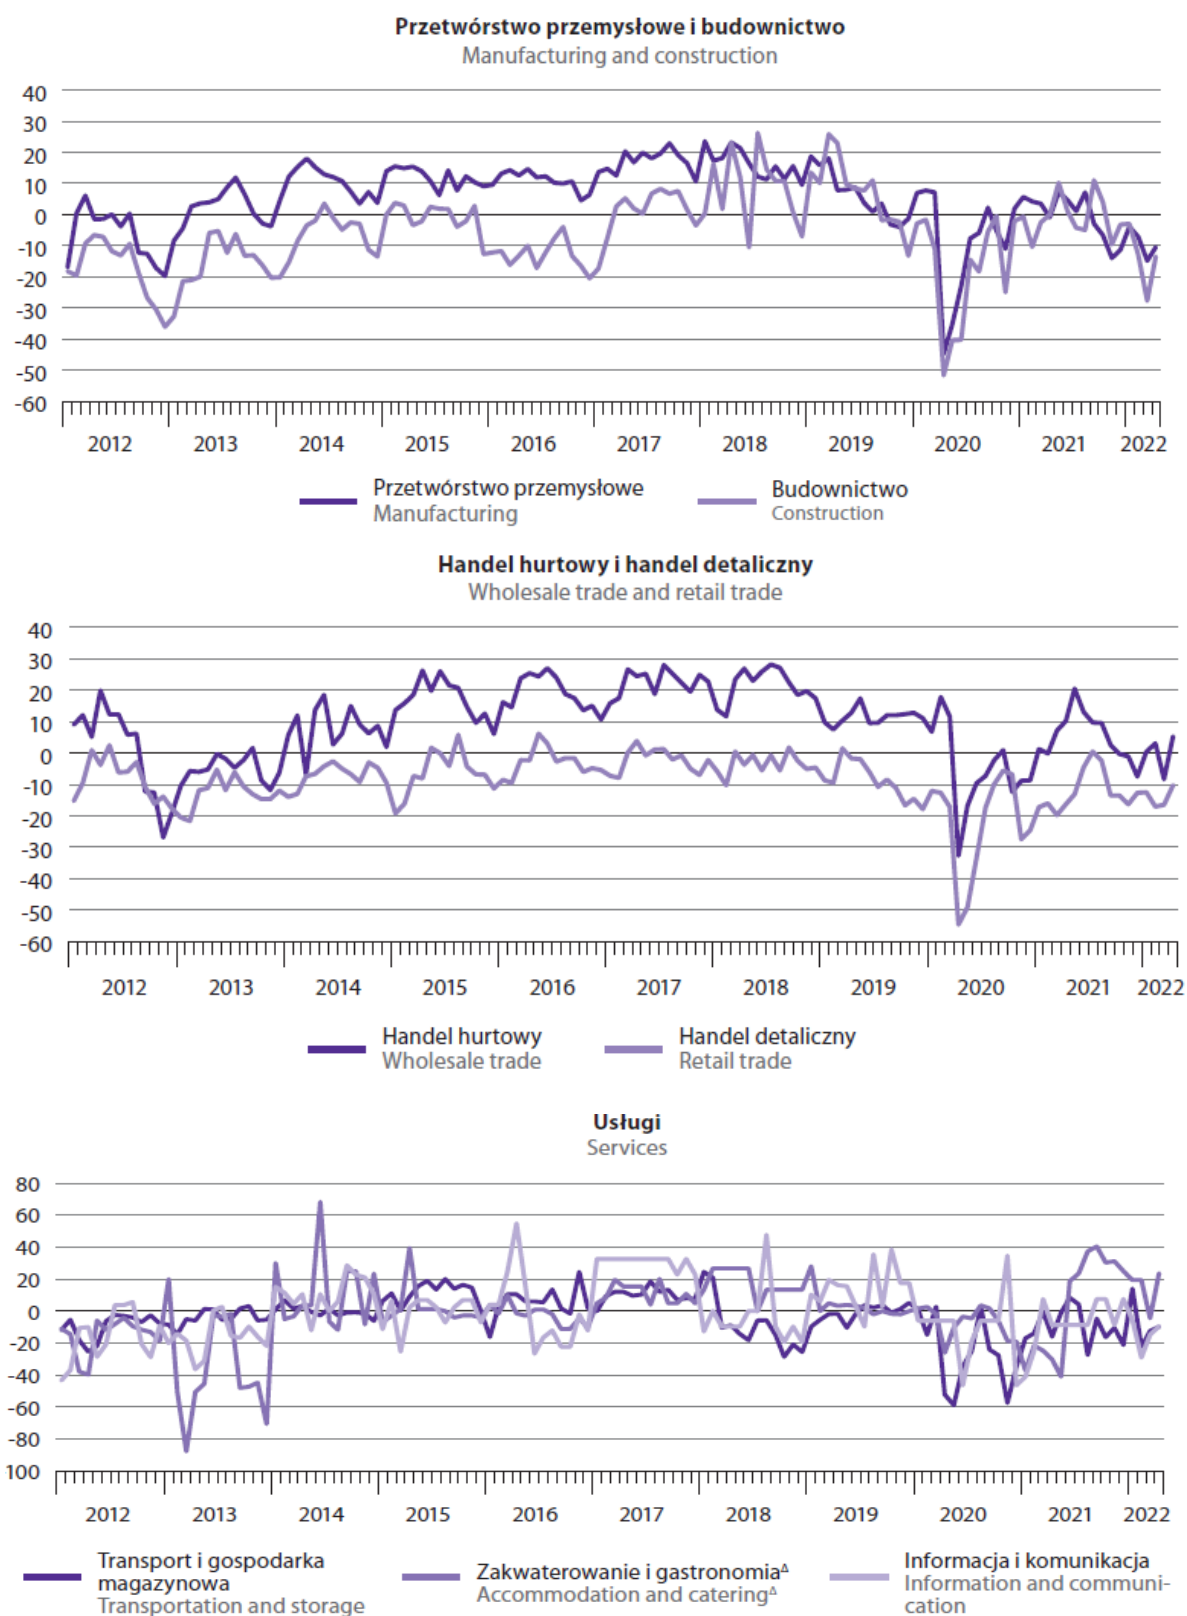 Przetwórstwo przemysłowe i budownictwo
Manufacturing and construction
40
30
20
10
0
-10
-20
-30
-40
-50
-60
2012 2013 2014 2015 2016 2017 2018 2019 2020 2021 2022
Przetwórstwo przemysłowe
Manufacturing
Budownictwo
Construction
Handel hurtowy i handel detaliczny
Wholesale trade and retail trade
40
30
20
10
0
-10
-20
-30
-40
-50
-60
2012 2013 2014 2015 2016 2017 2018 2019 2020 2021 2022
Handel hurtowy
Wholesale trade
Handel detaliczny
Retail trade
Usługi
Services
80
60
40
20
0
-20
-40
-60
-80
100
2012 2013 2014 2015 2016 2017 2018 2019 2020 2021 2022
Transport i gospodarka
magazynowa
Transportation and storage
Zakwaterowanie i gastronomiaᐞ
Accommodation and cateringᐞ
Informacja i komunikacja
Information and communi-
cation